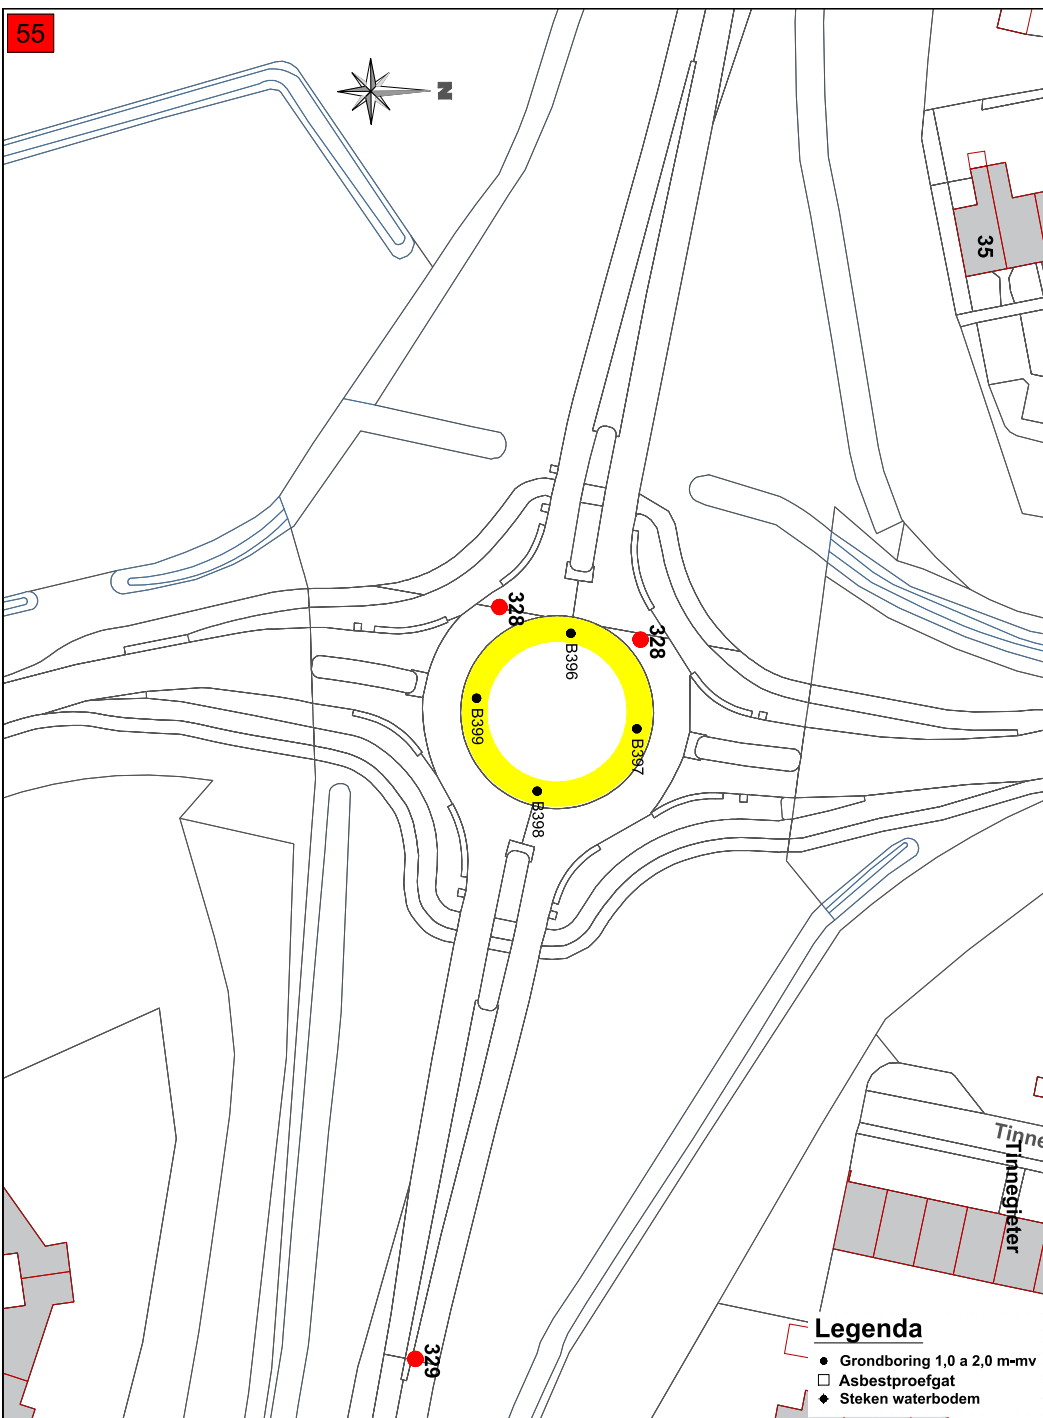 55
N
35
328
328
B396
B399
B397
B398
Tinne
Tinnegieter
329
Legenda
Grondboring 1,0 a 2,0 m-mv
Asbestproefgat
Steken waterbodem